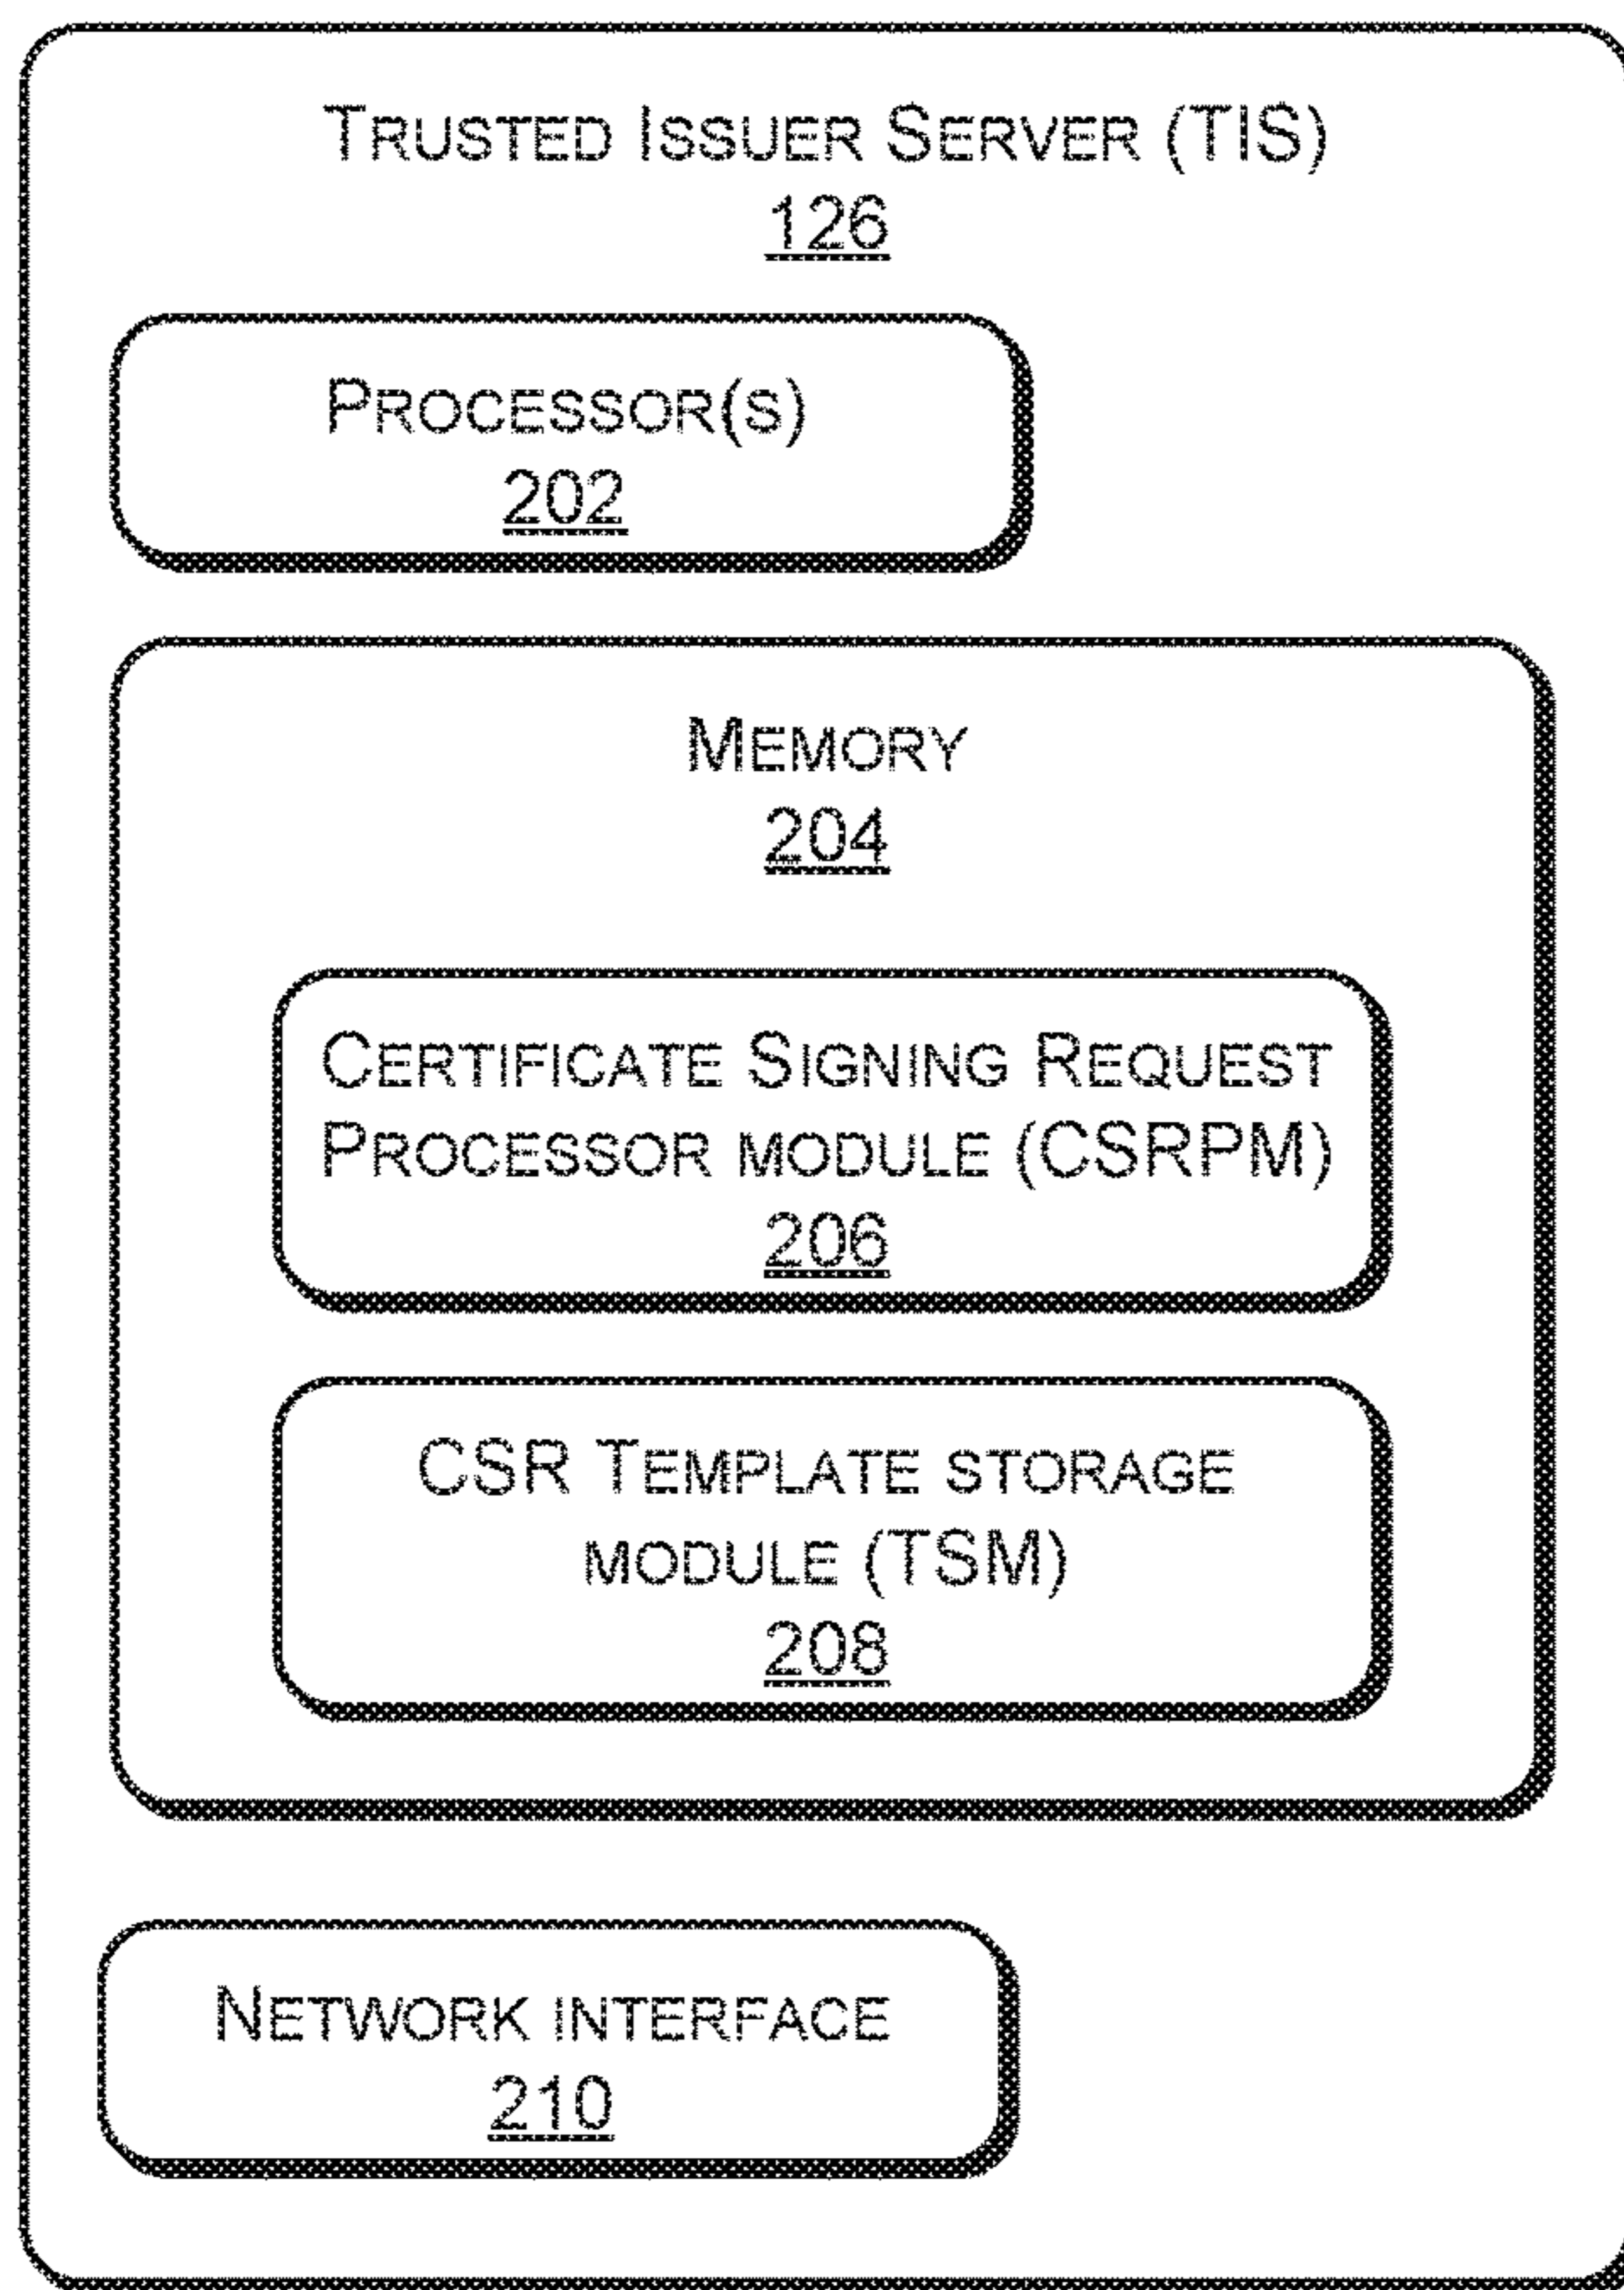 TRUSTED ISSUER SERVER (TIS)
126
PROCESSOR(S)
202
MEMORY
204
CERTIFICATE SIGNING REQUEST
PROCESSOR MODULE (CSRPM)
206
CSR TEMPLATE STORAGE
MODULE (TSM)
208
NETWORK INTERFACE
210